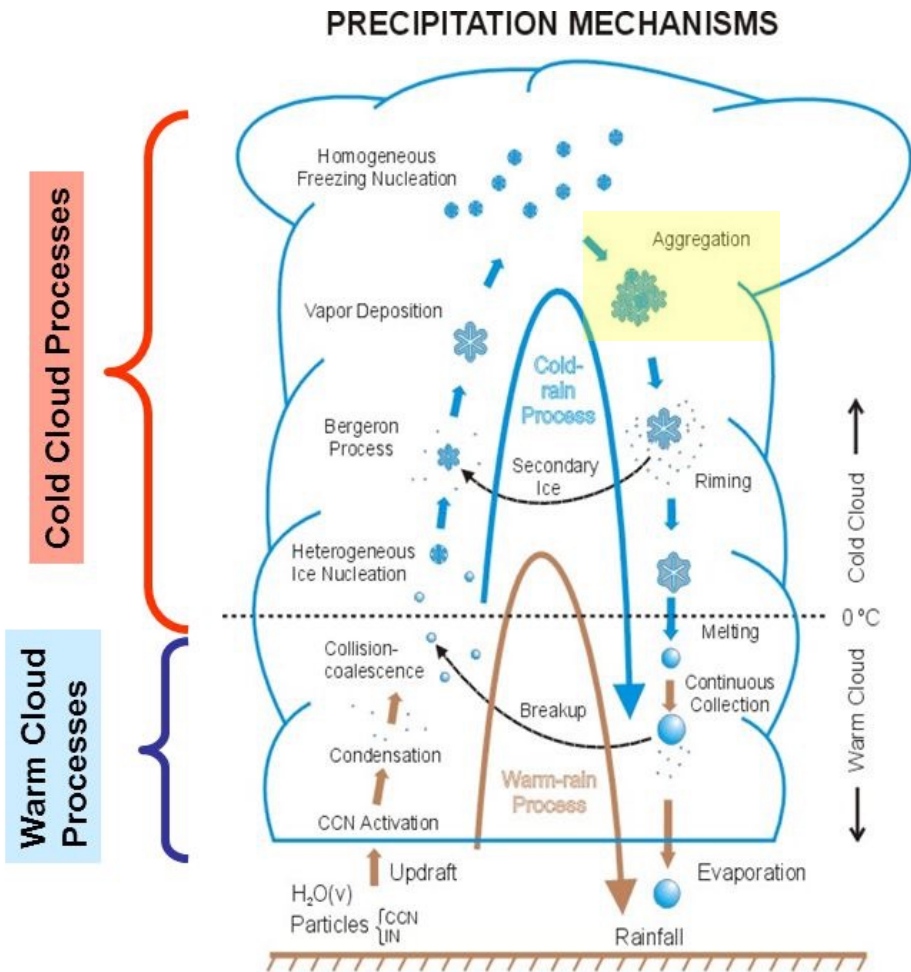 PRECIPITATION MECHANISMS
Cold Cloud Processes
Warm Cloud
Processes
Homogeneous
Freezing Nucleation
Aggregation
Vapor Deposition
Cold-
rain
Process
Bergeron
Process
Secondary
Ice
Riming
Cold Cloud
Heterogeneous
Ice Nucleation
0 °C
Melting
Collision-
coalescence
Continuous
Collection
Breakup
Warm Cloud
Condensation
Warm-rain
Process
CCN Activation
Updraft
Evaporation
H₂O(v)
Particles {CCN
IN
Rainfall